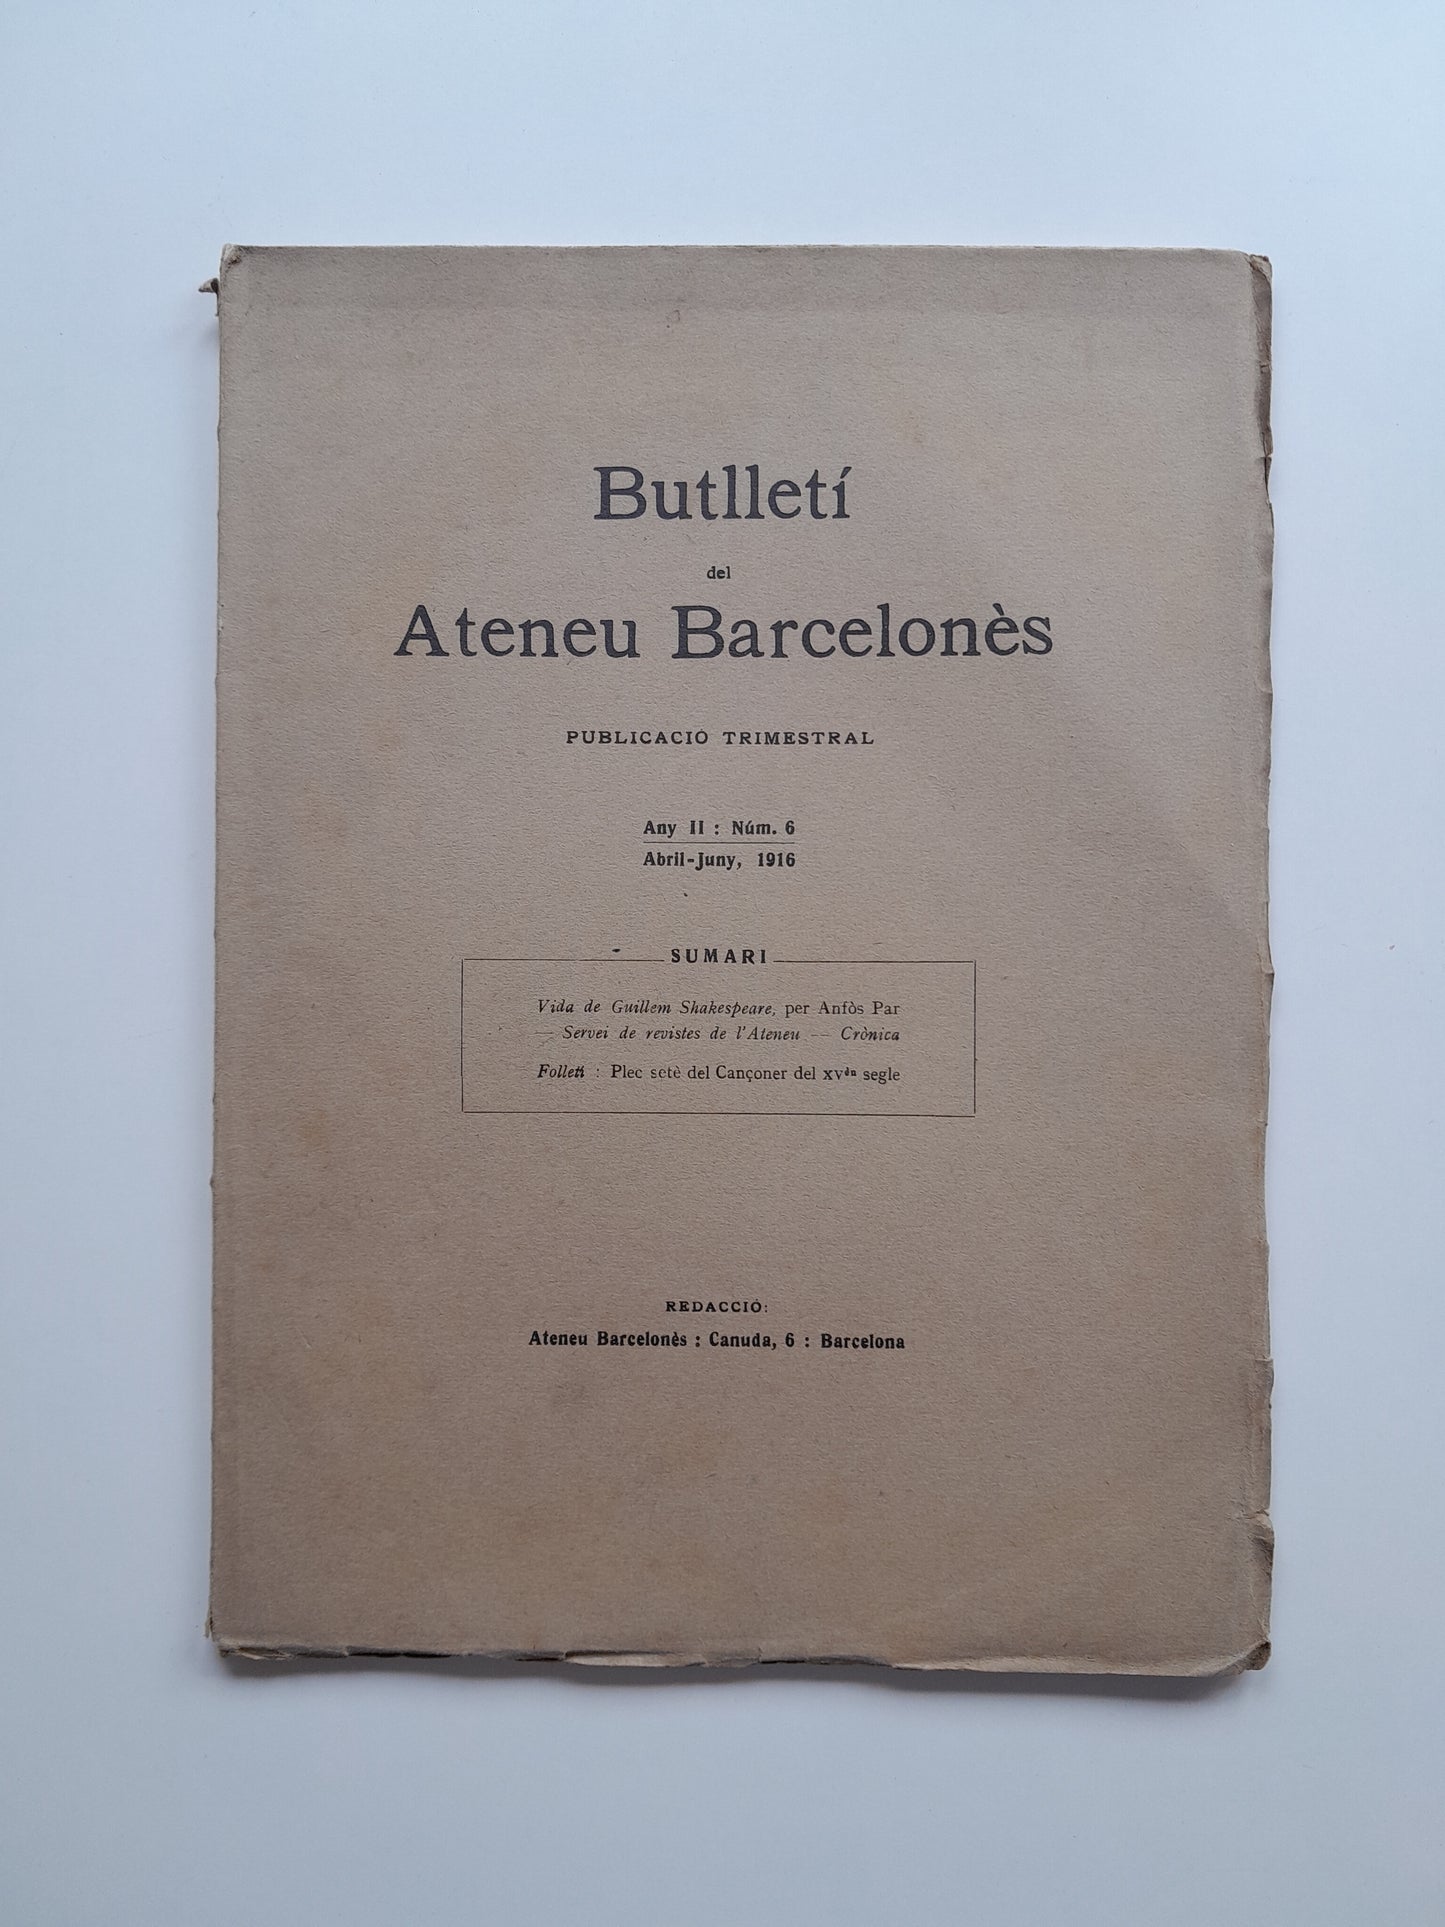 Butlletí
del
Ateneu Barcelonès
PUBLICACIÓ TRIMESTRAL
Any II : Núm. 6
Abril-Juny, 1916
SUMARI
Vida de Guillem Shakespeare, per Anfòs Par
— Servei de revistes de l'Ateneu — Crònica
Folletí : Plec setè del Cançoner del XVèn segle
REDACCIÓ:
Ateneu Barcelonès : Canuda, 6 : Barcelona